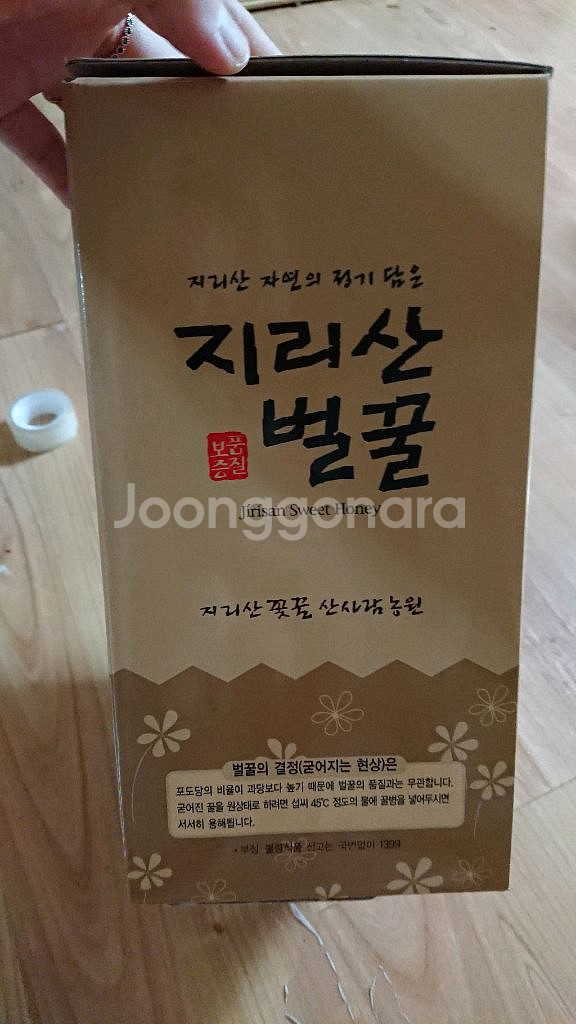 지리산 자연의 정기 담은
지리산
벌꿀
품질
보증
Jirisan Sweet Honey
Joonggonara
지리산 꽃꿀 산사람 농원
벌꿀의 결정(굳어지는 현상)은
포도당의 비율이 과당보다 높기 때문에 벌꿀의 품질과는 무관합니다.
굳어진 꿀을 원상태로 하려면 섭씨 45℃ 정도의 물에 꿀병을 넣어두시면
서서히 용해됩니다.
• 부정·불량식품 신고는 국번없이 1399